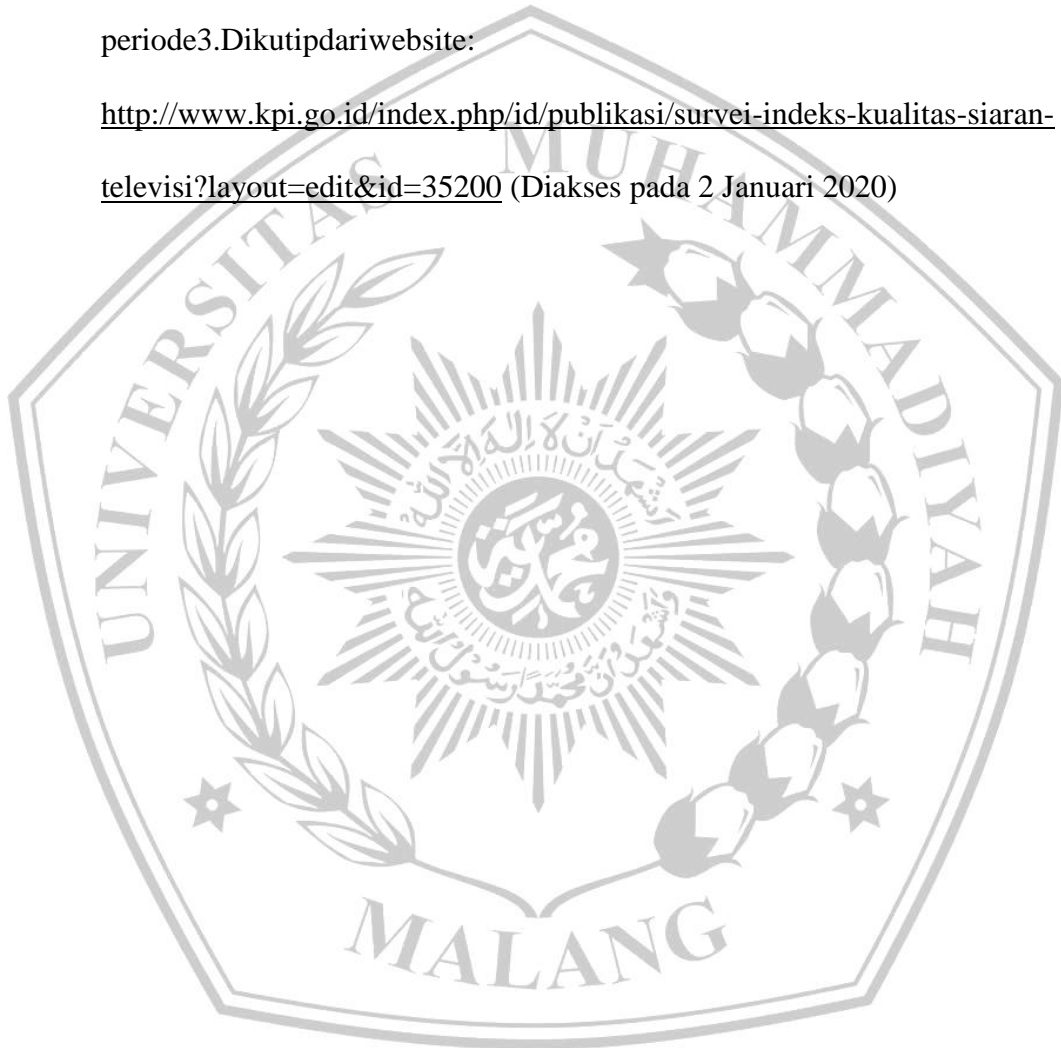 periode3.Dikutipdariwebsite:
http://www.kpi.go.id/index.php/id/publikasi/survei-indeks-kualitas-siaran-
televisi?layout=edit&id=35200 (Diakses pada 2 Januari 2020)
UNIVERSITAS MUHAMMADIYAH
MALANG